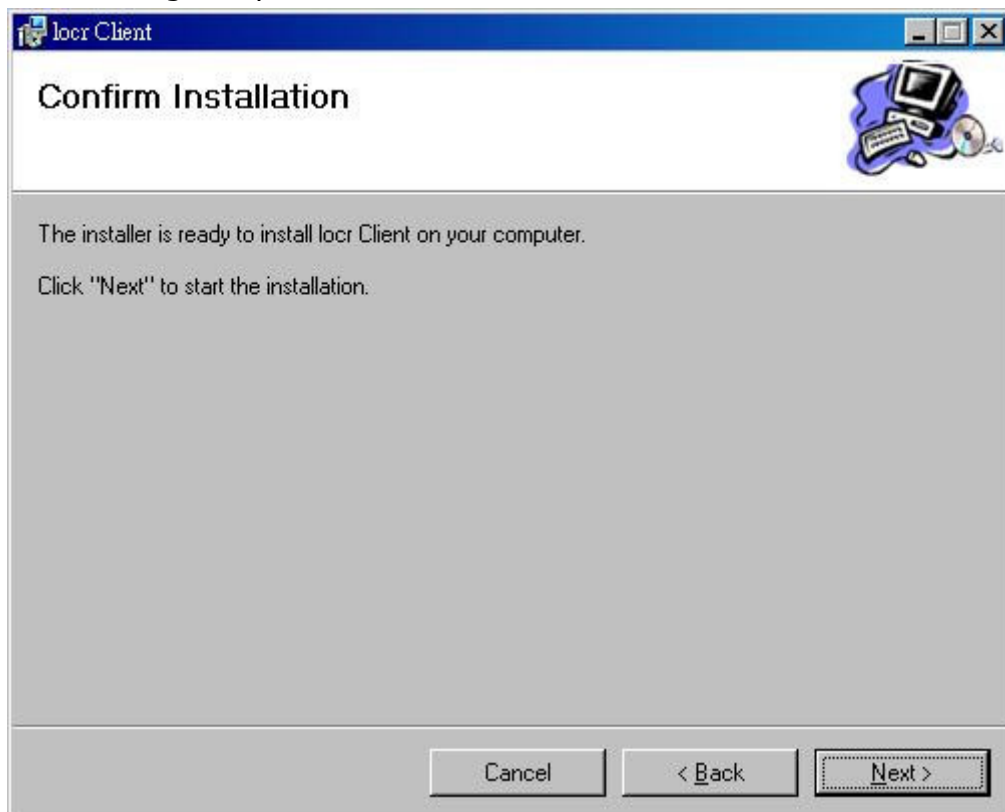 locr Client
Confirm Installation
The installer is ready to install locr Client on your computer.
Click "Next" to start the installation.
Cancel
< Back
Next >